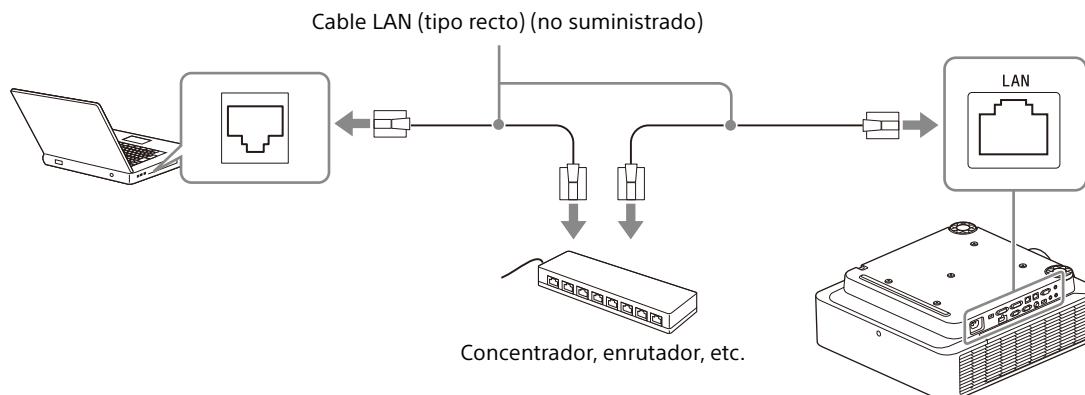 Cable LAN (tipo recto) (no suministrado)
LAN
Concentrador, enrutador, etc.